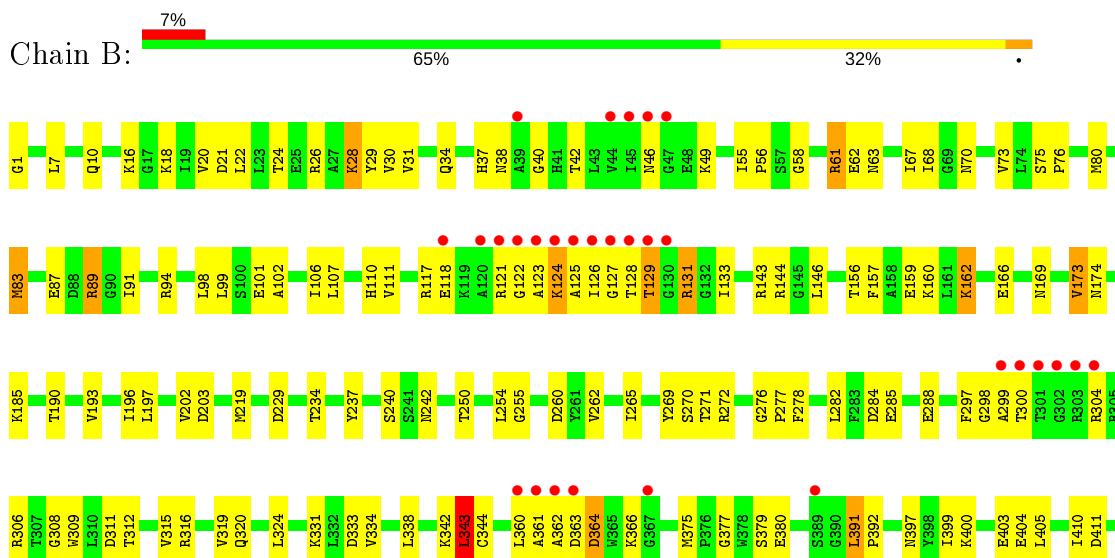 7%
Chain B:
65% 32% •
G1 L7 Q10 K16 G17 K18 I19 V20 D21 L22 L23 T24 E25 R26 A27 K28 Y29 V30 V31 Q34 H37 N38 A39 G40 H41 T42 L43 V44 I45 N46 G47 E48 K49 I55 P56 S57 G58 R61 E62 N63 I67 I68 G69 N70 V73 L74 S75 P76 M80
M83 E87 D88 R89 G90 I91 R94 L98 L99 S100 E101 A102 I106 L107 H110 V111 R117 E118 K119 A120 R121 G122 A123 K124 A125 I126 G127 T128 T129 G130 R131 G132 I133 R143 R144 G145 L146 T156 F157 A158 E159 K160 L161 K162 E166 N169 V173 N174
K185 T190 V193 I196 L197 V202 D203 M219 D229 T234 Y237 S240 S241 N242 T250 L254 G255 D260 Y261 V262 I265 Y269 S270 T271 R272 G276 P277 F278 L282 F283 D284 E285 E288 F297 G298 A299 T300 T301 G302 R303 R304
R306 T307 G308 W309 L310 D311 T312 V315 R316 V319 Q320 L324 K331 L332 D333 V334 L338 K342 L343 C344 L360 A361 A362 D363 D364 W365 K366 G367 M375 P376 G377 W378 S379 E380 S389 G390 L391 P392 N397 Y398 I399 K400 E403 E404 L405 I410 D411